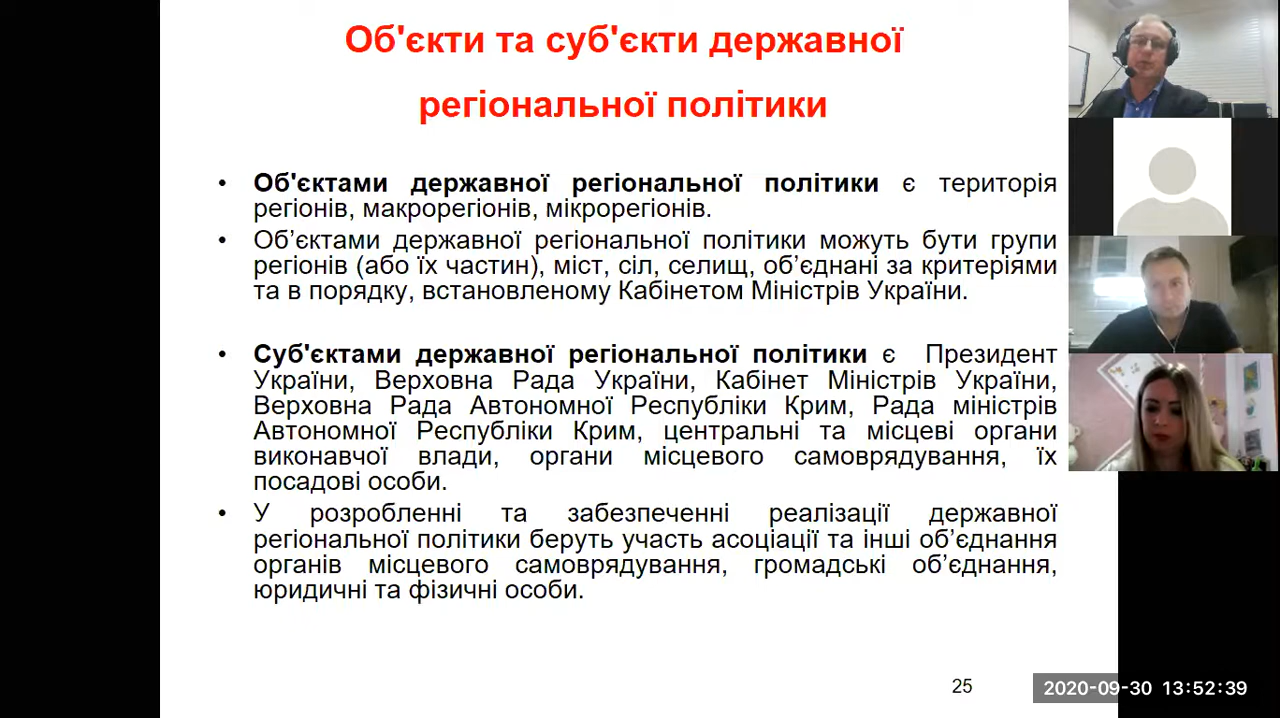 Об'єкти та суб'єкти державної
регіональної політики
• Об'єктами державної регіональної політики є територія
регіонів, макрорегіонів, мікрорегіонів.
• Об’єктами державної регіональної політики можуть бути групи
регіонів (або їх частин), міст, сіл, селищ, об’єднані за критеріями
та в порядку, встановленому Кабінетом Міністрів України.
• Суб'єктами державної регіональної політики є Президент
України, Верховна Рада України, Кабінет Міністрів України,
Верховна Рада Автономної Республіки Крим, Рада міністрів
Автономної Республіки Крим, центральні та місцеві органи
виконавчої влади, органи місцевого самоврядування, їх
посадові особи.
• У розробленні та забезпеченні реалізації державної
регіональної політики беруть участь асоціації та інші об’єднання
органів місцевого самоврядування, громадські об’єднання,
юридичні та фізичні особи.
25
2020-09-30 13:52:39